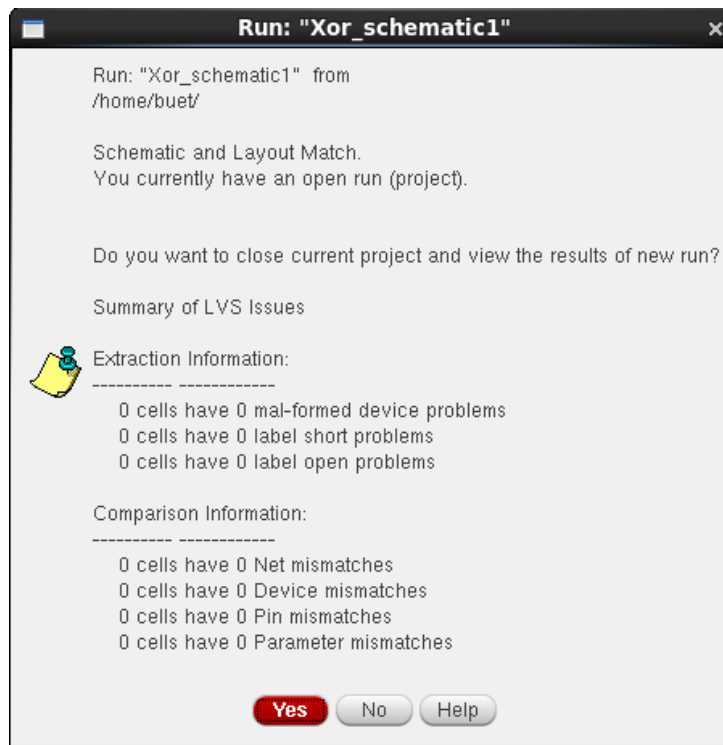 Run: "Xor_schematic1"
Run: "Xor_schematic1" from
/home/buet/
Schematic and Layout Match.
You currently have an open run (project).
Do you want to close current project and view the results of new run?
Summary of LVS Issues
Extraction Information:
---------- ------------
0 cells have 0 mal-formed device problems
0 cells have 0 label short problems
0 cells have 0 label open problems
Comparison Information:
---------- ------------
0 cells have 0 Net mismatches
0 cells have 0 Device mismatches
0 cells have 0 Pin mismatches
0 cells have 0 Parameter mismatches
Yes No Help